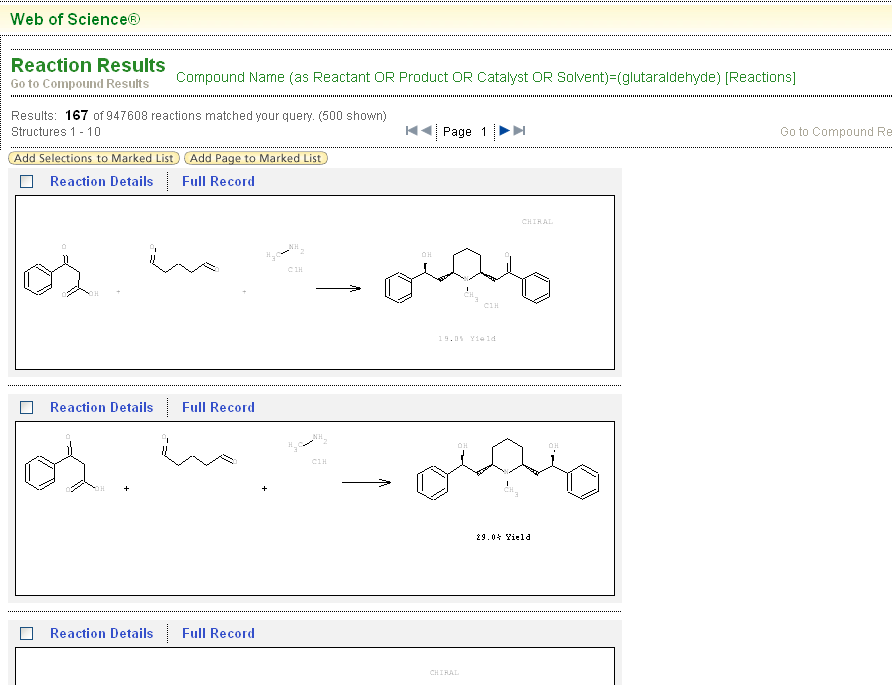 Web of Science®
Reaction Results
Go to Compound Results
Compound Name (as Reactant OR Product OR Catalyst OR Solvent)=(glutaraldehyde) [Reactions]
Results: 167 of 947608 reactions matched your query. (500 shown)
Structures 1 - 10
Page 1
Go to Compound Re
Add Selections to Marked List
Add Page to Marked List
Reaction Details Full Record
CHIRAL
O O H3C NH2 OH O
ClH
O OH O + + N
CH3
ClH
19.0% Yield
Reaction Details Full Record
O O H3C NH2 OH OH
ClH
O OH O + + N
CH3
29.0% Yield
Reaction Details Full Record
CHIRAL